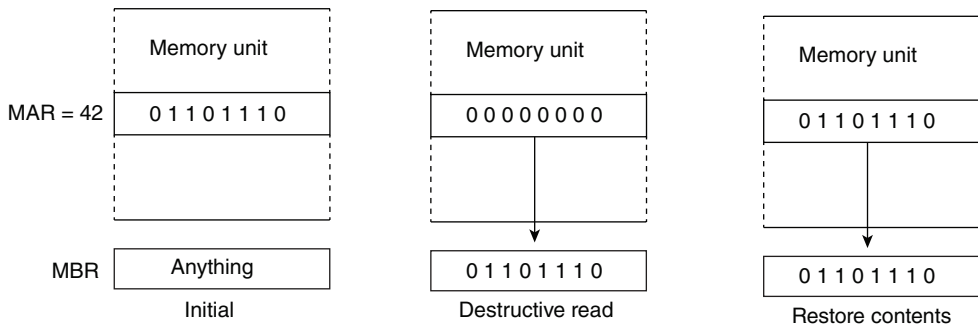 Memory unit
MAR = 42
0 1 1 0 1 1 1 0
MBR
Anything
Initial
Memory unit
0 0 0 0 0 0 0 0
0 1 1 0 1 1 1 0
Destructive read
Memory unit
0 1 1 0 1 1 1 0
0 1 1 0 1 1 1 0
Restore contents